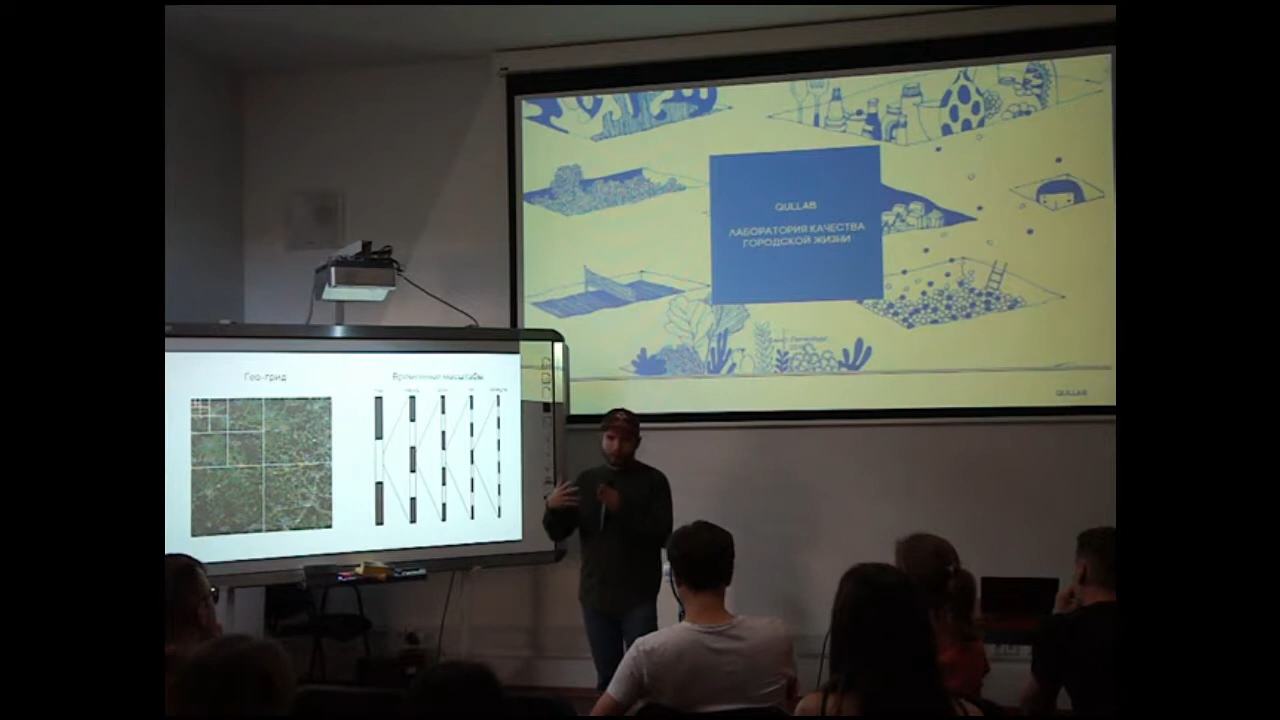 QULLAB
ЛАБОРАТОРИЯ КАЧЕСТВА
ГОРОДСКОЙ ЖИЗНИ
QULLAB
Гео-грид
Временные масштабы